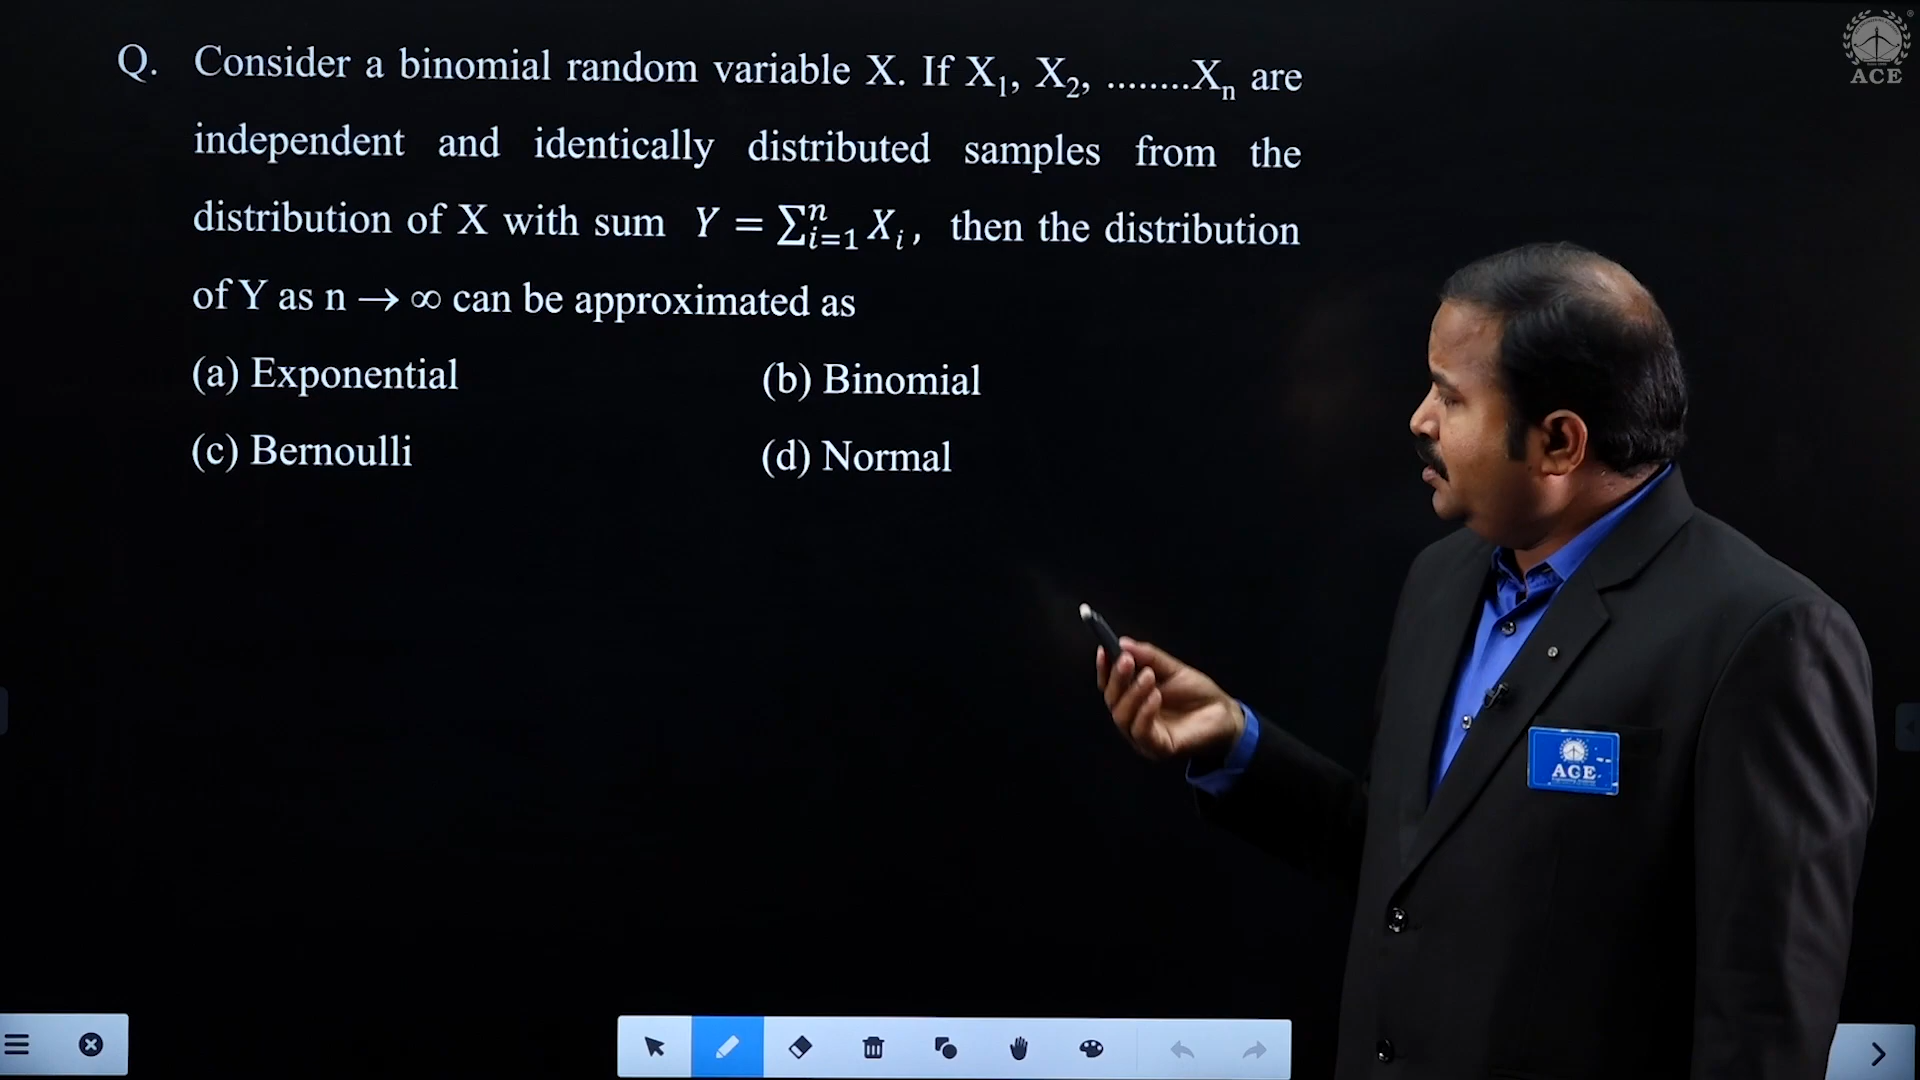 Q. Consider a binomial random variable X. If X₁, X₂, ........Xₙ are
independent and identically distributed samples from the
distribution of X with sum Y = ∑ⁿᵢ₌₁ Xᵢ, then the distribution
of Y as n → ∞ can be approximated as
(a) Exponential (b) Binomial
(c) Bernoulli (d) Normal
ACE
ACE